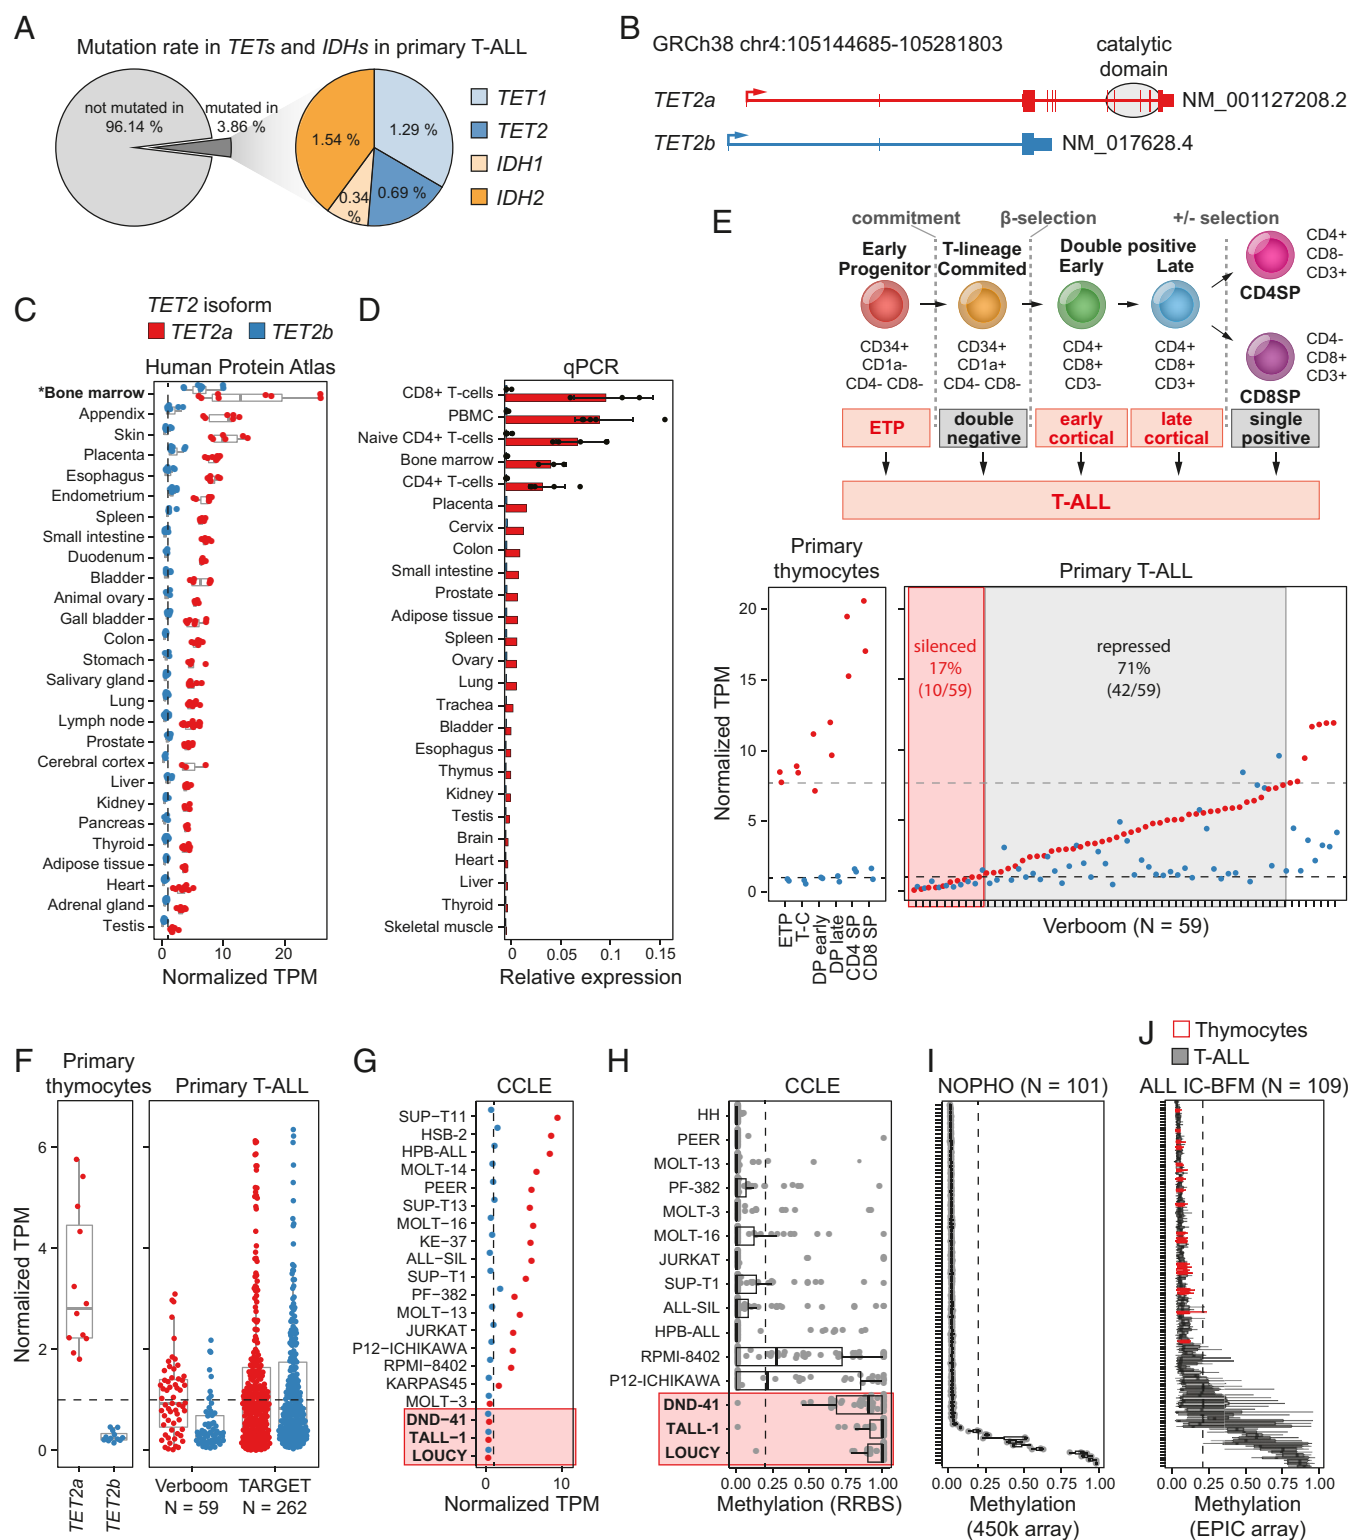 A
Mutation rate in TETs and IDHs in primary T-ALL
not mutated in
96.14 %
mutated in
3.86 %
1.54 %
1.29 %
0.34
%
0.69 %
TET1
TET2
IDH1
IDH2
B
GRCh38 chr4:105144685-105281803
catalytic
domain
TET2a
NM_001127208.2
TET2b
NM_017628.4
C
TET2 isoform
TET2a
TET2b
Human Protein Atlas
*Bone marrow
Appendix
Skin
Placenta
Esophagus
Endometrium
Spleen
Small intestine
Duodenum
Bladder
Animal ovary
Gall bladder
Colon
Stomach
Salivary gland
Lung
Lymph node
Prostate
Cerebral cortex
Liver
Kidney
Pancreas
Thyroid
Adipose tissue
Heart
Adrenal gland
Testis
0 10 20
Normalized TPM
D
qPCR
CD8+ T-cells
PBMC
Naive CD4+ T-cells
Bone marrow
CD4+ T-cells
Placenta
Cervix
Colon
Small intestine
Prostate
Adipose tissue
Spleen
Ovary
Lung
Trachea
Bladder
Esophagus
Thymus
Kidney
Testis
Brain
Heart
Liver
Thyroid
Skeletal muscle
0 0.05 0.1 0.15
Relative expression
E
commitment
β-selection
+/- selection
Early
Progenitor
T-lineage
Commited
Double positive
Early Late
CD34+
CD1a-
CD4- CD8-
CD34+
CD1a+
CD4- CD8-
CD4+
CD8+
CD3-
CD4+
CD8+
CD3+
CD4SP
CD4+
CD8-
CD3+
CD8SP
CD4-
CD8+
CD3+
ETP
double
negative
early
cortical
late
cortical
single
positive
T-ALL
Primary
thymocytes
Primary T-ALL
Normalized TPM
20
15
10
5
0
silenced
17%
(10/59)
repressed
71%
(42/59)
ETP
T-C
DP early
DP late
CD4 SP
CD8 SP
Verboom (N = 59)
F
Primary
thymocytes
Primary T-ALL
Normalized TPM
6
4
2
0
TET2a
TET2b
Verboom
N = 59
TARGET
N = 262
G
CCLE
SUP−T11
HSB-2
HPB-ALL
MOLT-14
PEER
SUP-T13
MOLT−16
KE-37
ALL−SIL
SUP−T1
PF-382
MOLT−13
JURKAT
P12−ICHIKAWA
RPMI-8402
KARPAS45
MOLT−3
DND−41
TALL−1
LOUCY
0 10
Normalized TPM
H
CCLE
HH
PEER
MOLT-13
PF-382
MOLT-3
MOLT-16
JURKAT
SUP-T1
ALL-SIL
HPB-ALL
RPMI-8402
P12-ICHIKAWA
DND-41
TALL-1
LOUCY
0.00 0.25 0.50 0.75 1.00
Methylation (RRBS)
I
NOPHO (N = 101)
0.00 0.25 0.50 0.75 1.00
Methylation
(450k array)
J
Thymocytes
T-ALL
ALL IC-BFM (N = 109)
0.00 0.25 0.50 0.75 1.00
Methylation
(EPIC array)